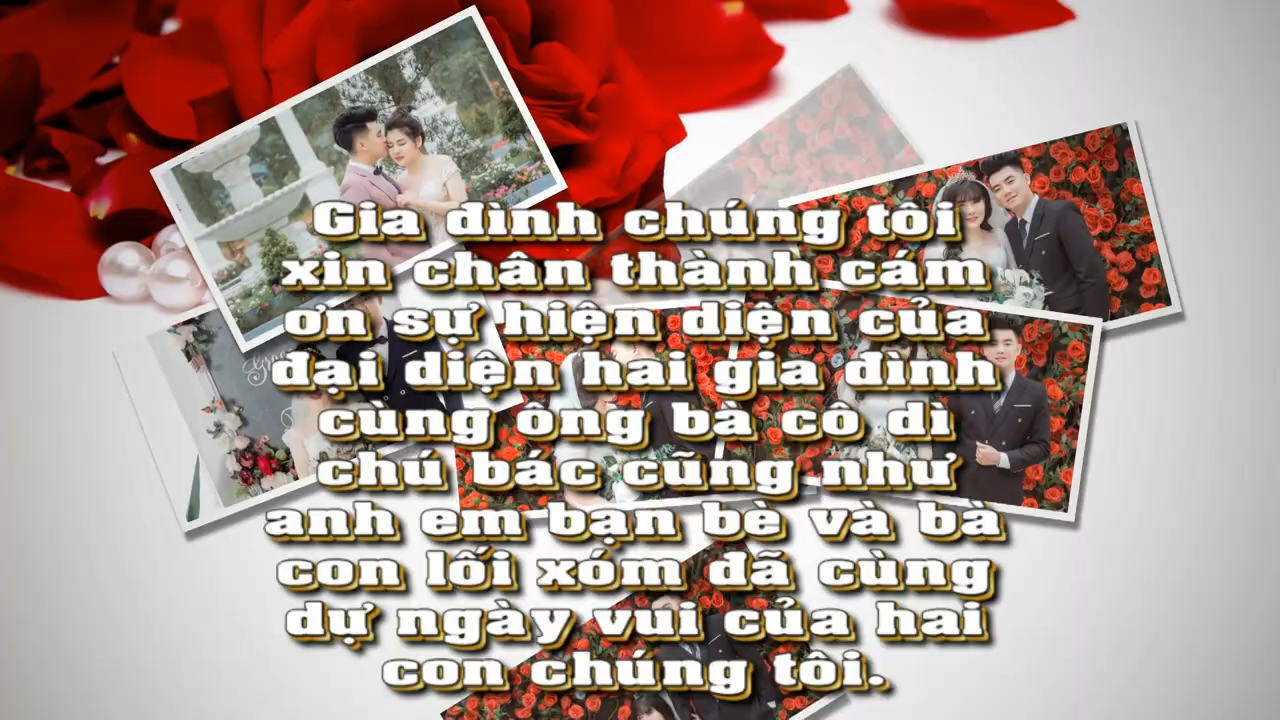 Gia đình chúng tôi
xin chân thành cám
ơn sự hiện diện của
đại diện hai gia đình
cùng ông bà cô dì
chú bác cũng như
anh em bạn bè và bà
con lối xóm đã cùng
dự ngày vui của hai
con chúng tôi.